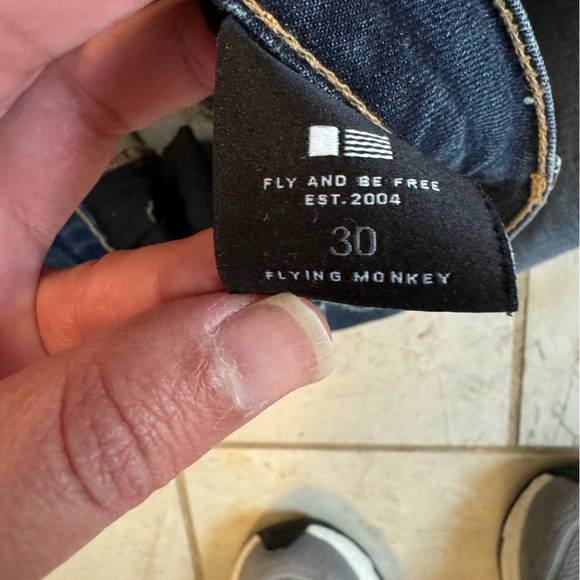 FLY AND BE FREE
EST.2004
30
FLYING MONKEY